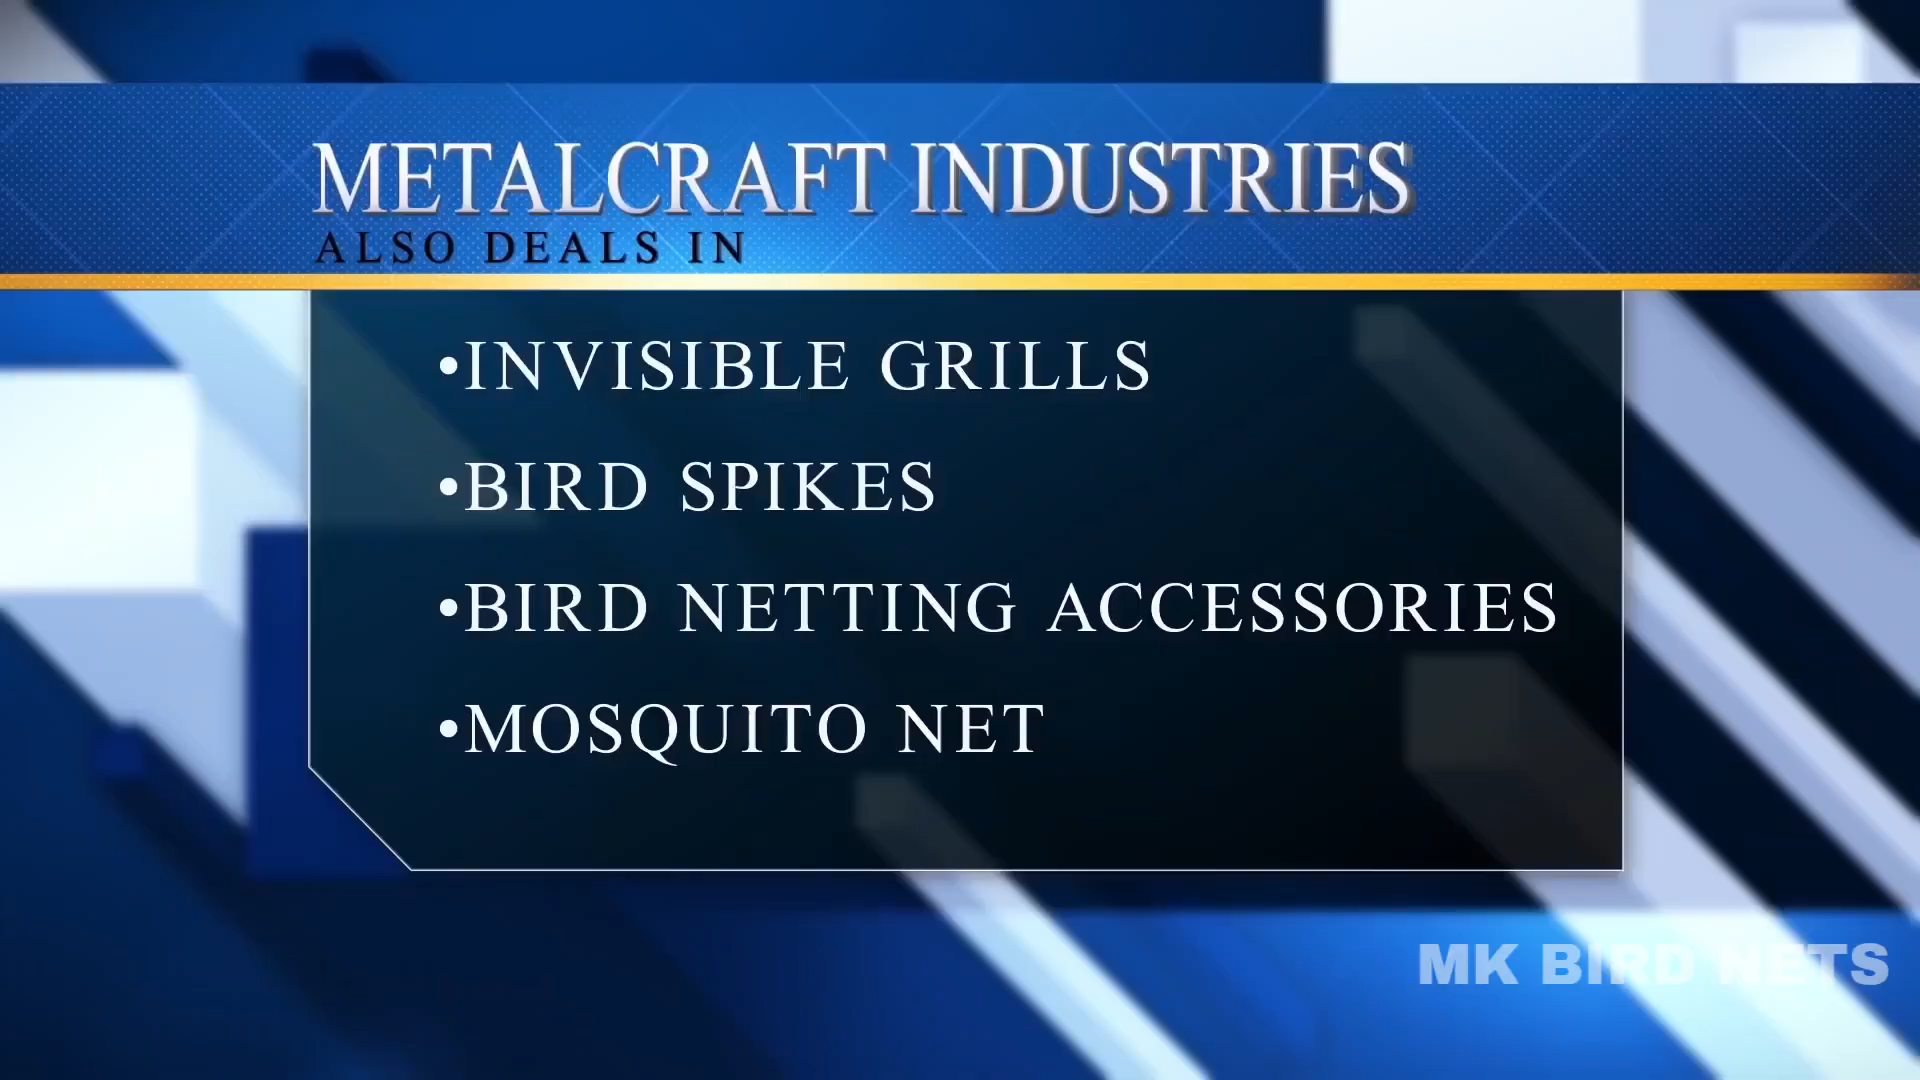 METALCRAFT INDUSTRIES
ALSO DEALS IN
•INVISIBLE GRILLS
•BIRD SPIKES
•BIRD NETTING ACCESSORIES
•MOSQUITO NET
MK BIRD NETS